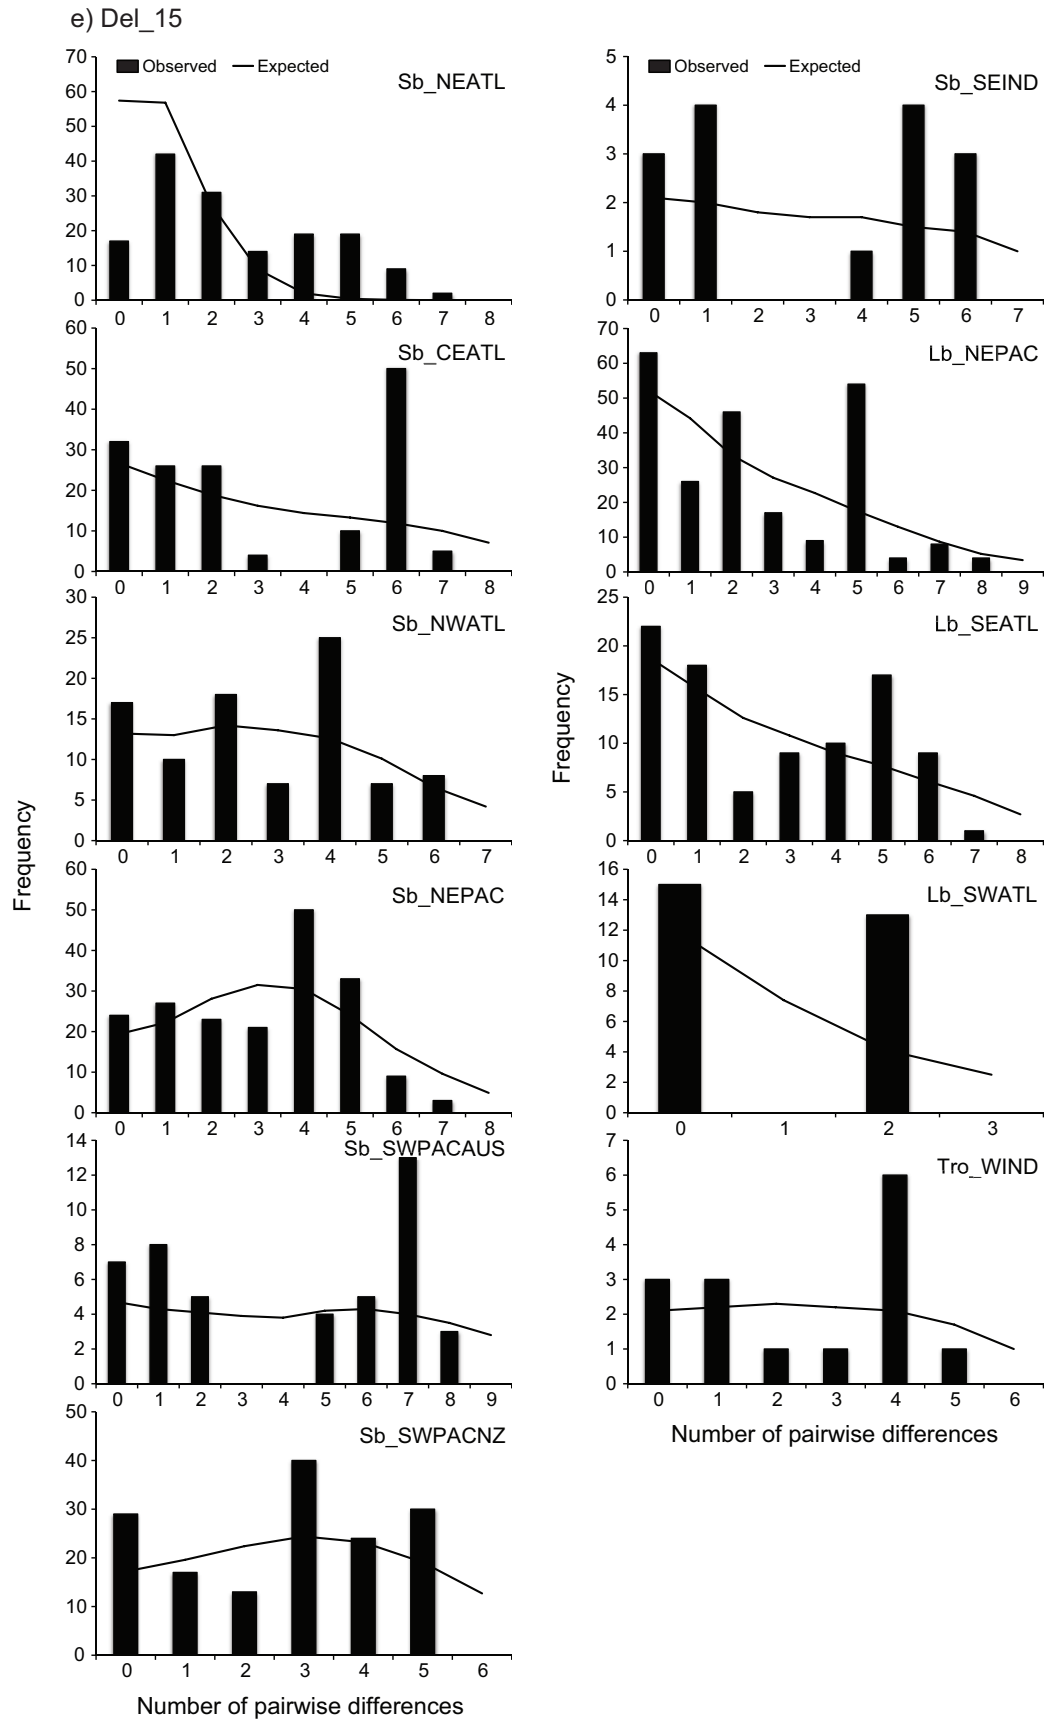 e) Del_15
Observed Expected
Sb_NEATL
70
60
50
40
30
20
10
0
0 1 2 3 4 5 6 7 8
Sb_CEATL
60
50
40
30
20
10
0
0 1 2 3 4 5 6 7 8
Sb_NWATL
30
25
20
15
10
5
0
0 1 2 3 4 5 6 7
Frequency
Sb_NEPAC
60
50
40
30
20
10
0
0 1 2 3 4 5 6 7 8
Sb_SWPACAUS
14
12
10
8
6
4
2
0
0 1 2 3 4 5 6 7 8 9
Sb_SWPACNZ
50
40
30
20
10
0
0 1 2 3 4 5 6
Number of pairwise differences
Observed Expected
Sb_SEIND
5
4
3
2
1
0
0 1 2 3 4 5 6 7
Lb_NEPAC
70
60
50
40
30
20
10
0
0 1 2 3 4 5 6 7 8 9
Lb_SEATL
25
20
15
10
5
0
0 1 2 3 4 5 6 7 8
Frequency
Lb_SWATL
16
14
12
10
8
6
4
2
0
0 1 2 3
Tro_WIND
7
6
5
4
3
2
1
0
0 1 2 3 4 5 6
Number of pairwise differences